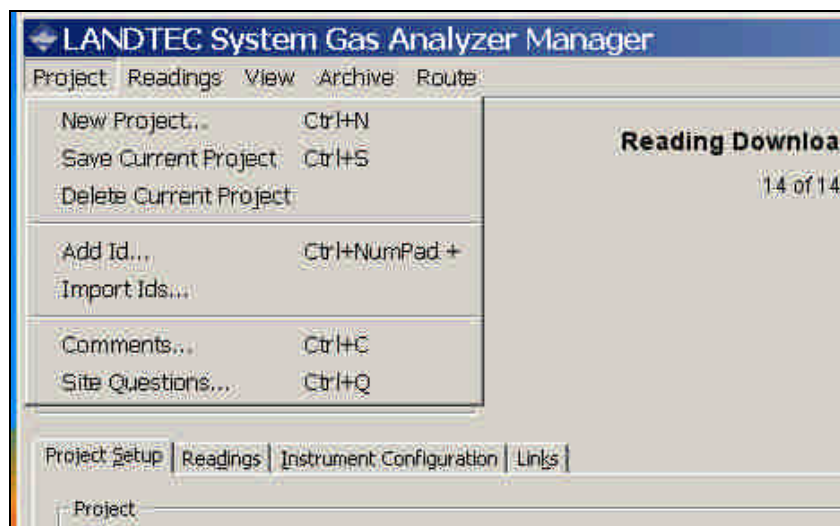 LANDTEC System Gas Analyzer Manager
Project Readings View Archive Route
New Project... Ctrl+N
Save Current Project Ctrl+S
Delete Current Project
Add Id... Ctrl+NumPad +
Import Ids...
Comments... Ctrl+C
Site Questions... Ctrl+Q
Reading Downloa
14 of 14
Project Setup Readings Instrument Configuration Links
Project